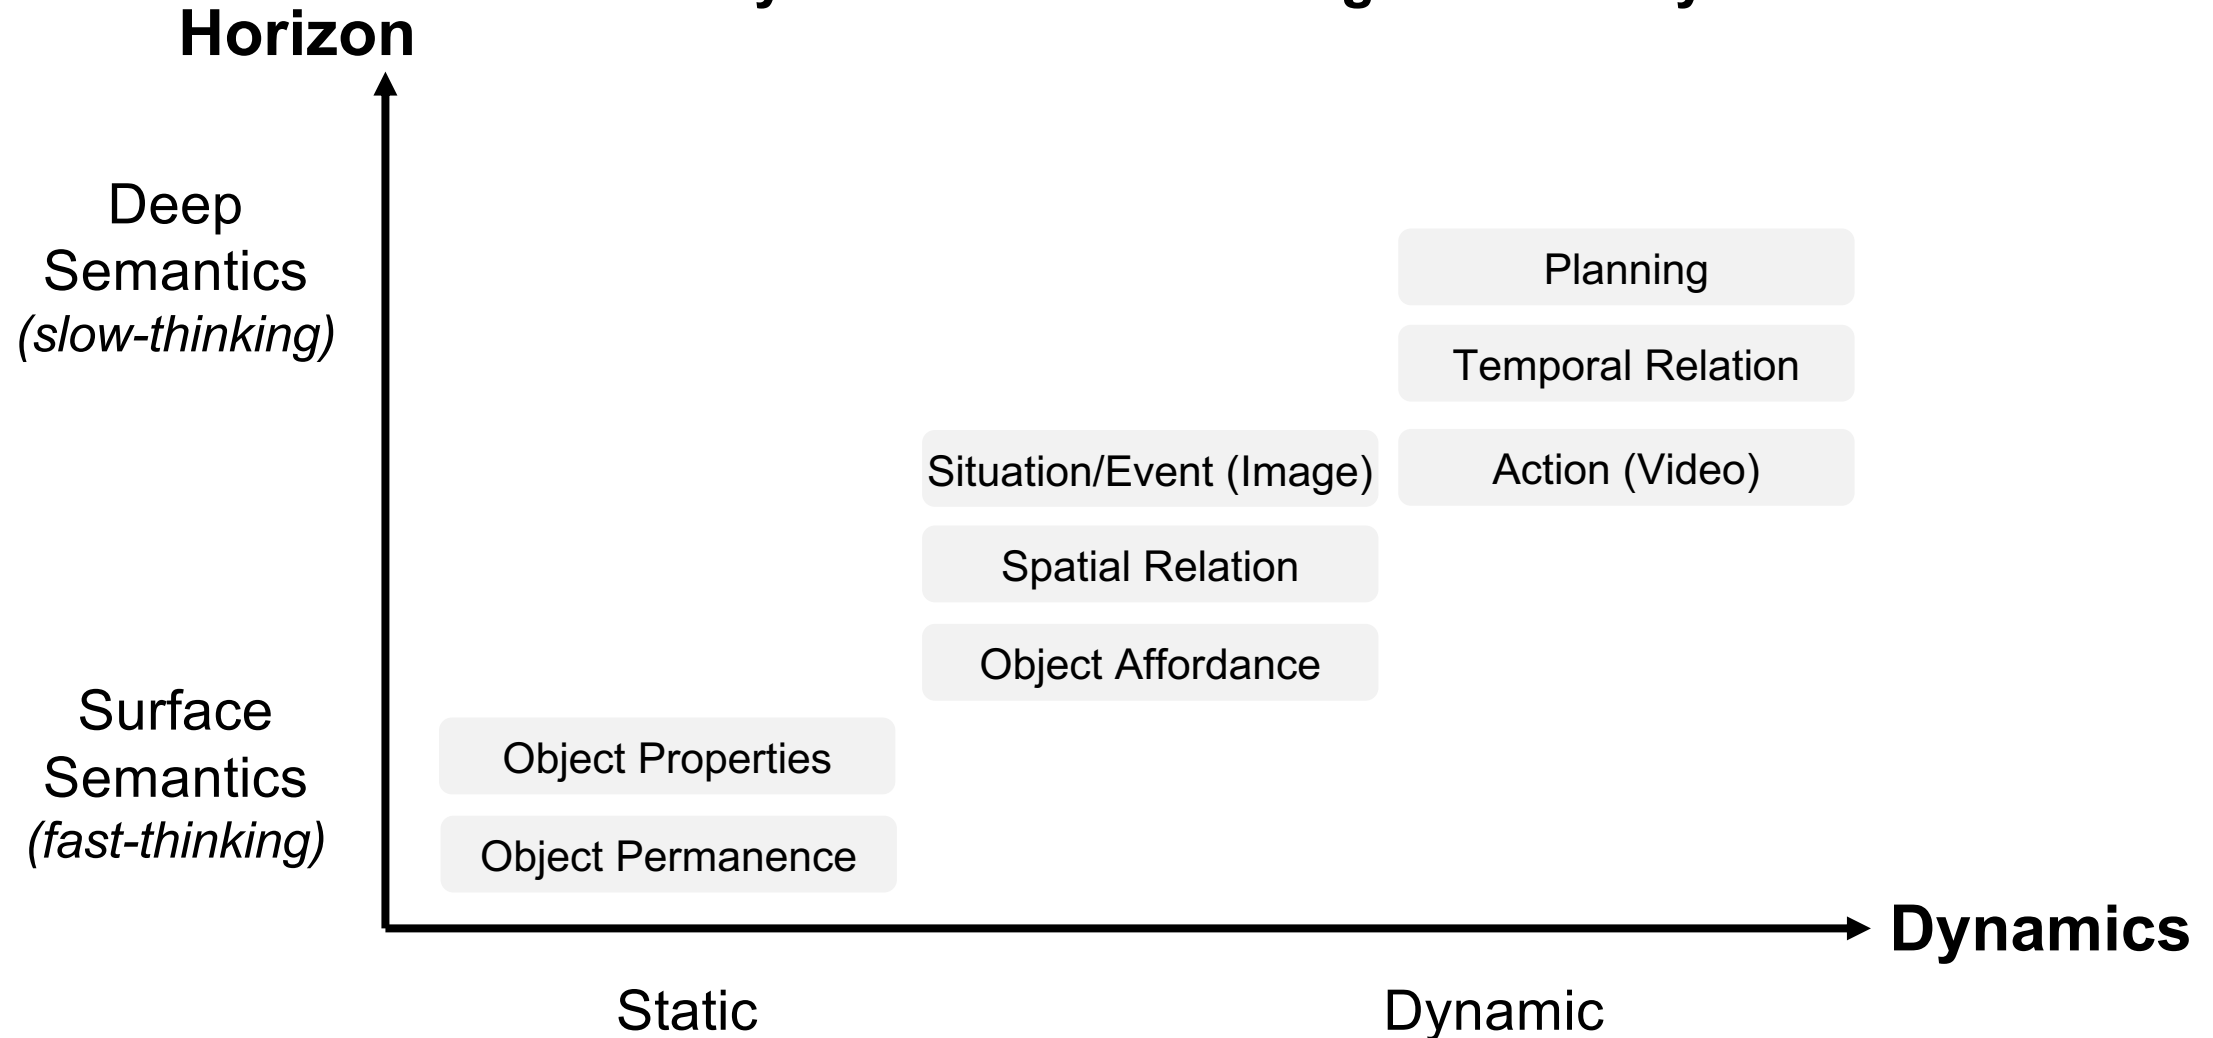 Horizon
Deep
Semantics
(slow-thinking)
Planning
Temporal Relation
Situation/Event (Image)
Action (Video)
Spatial Relation
Object Affordance
Surface
Semantics
(fast-thinking)
Object Properties
Object Permanence
Dynamics
Static
Dynamic